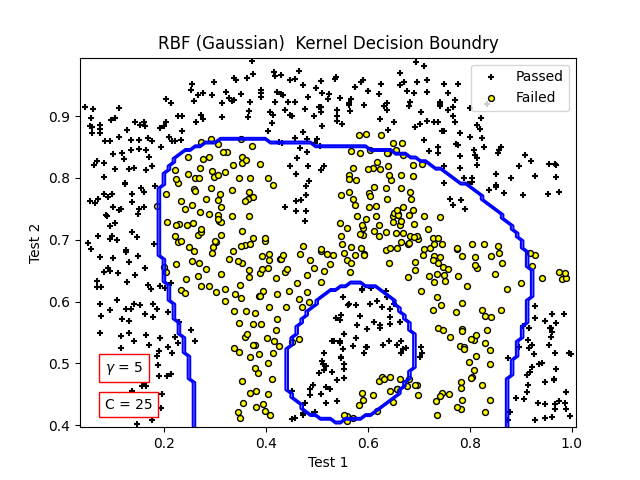 RBF (Gaussian)  Kernel Decision Boundry
Passed
Failed
Test 2
0.9
0.8
0.7
0.6
0.5
0.4
γ = 5
C = 25
0.2
0.4
0.6
0.8
1.0
Test 1